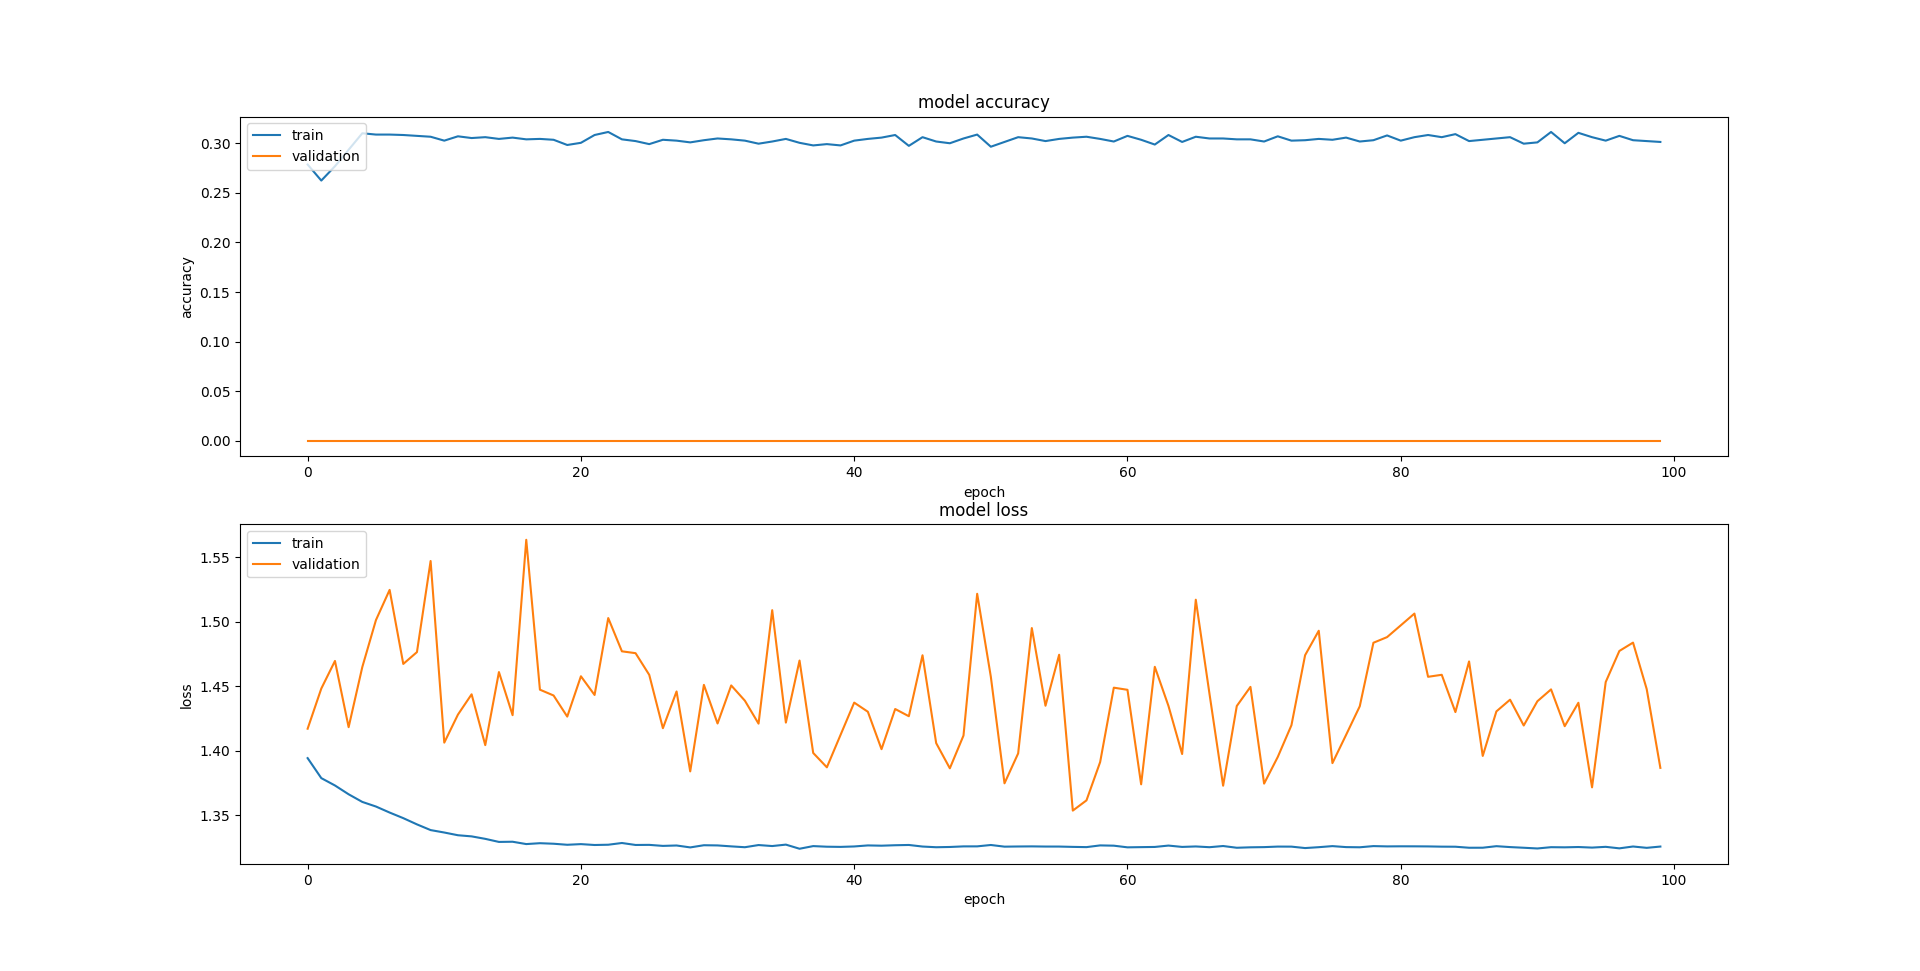 model accuracy
train
validation
0.30
0.25
0.20
0.15
0.10
0.05
0.00
accuracy
0 20 40 60 80 100
epoch
model loss
train
validation
1.55
1.50
1.45
1.40
1.35
loss
0 20 40 60 80 100
epoch